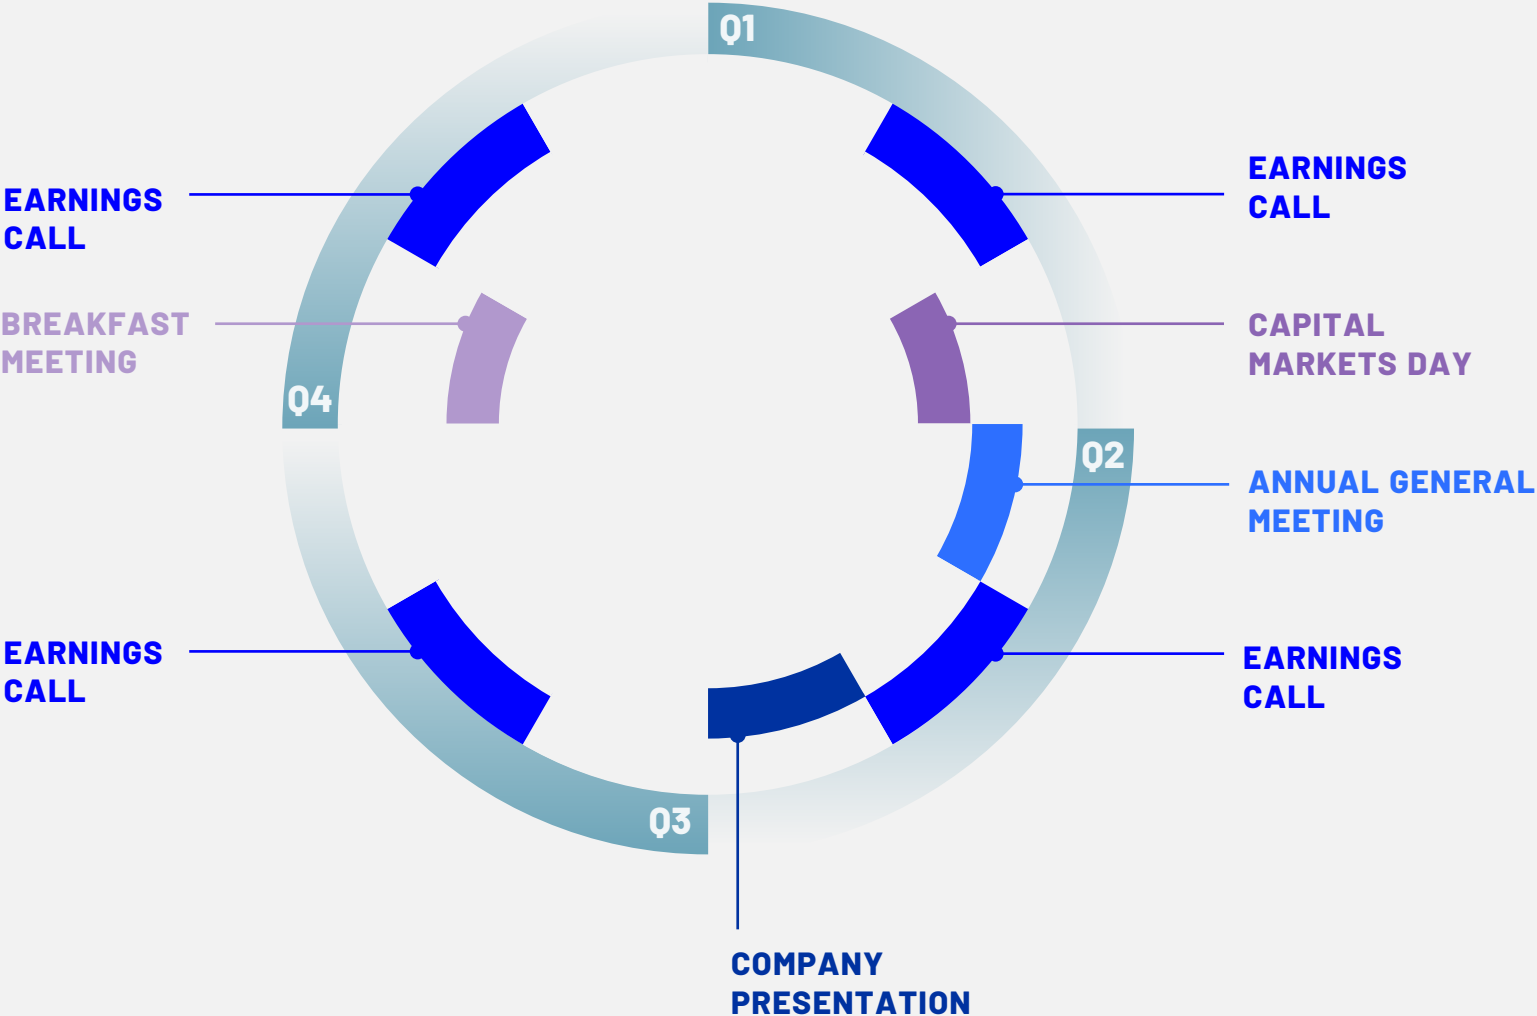 Q1
EARNINGS
CALL
EARNINGS
CALL
BREAKFAST
MEETING
CAPITAL
MARKETS DAY
Q4
Q2
ANNUAL GENERAL
MEETING
EARNINGS
CALL
EARNINGS
CALL
Q3
COMPANY
PRESENTATION